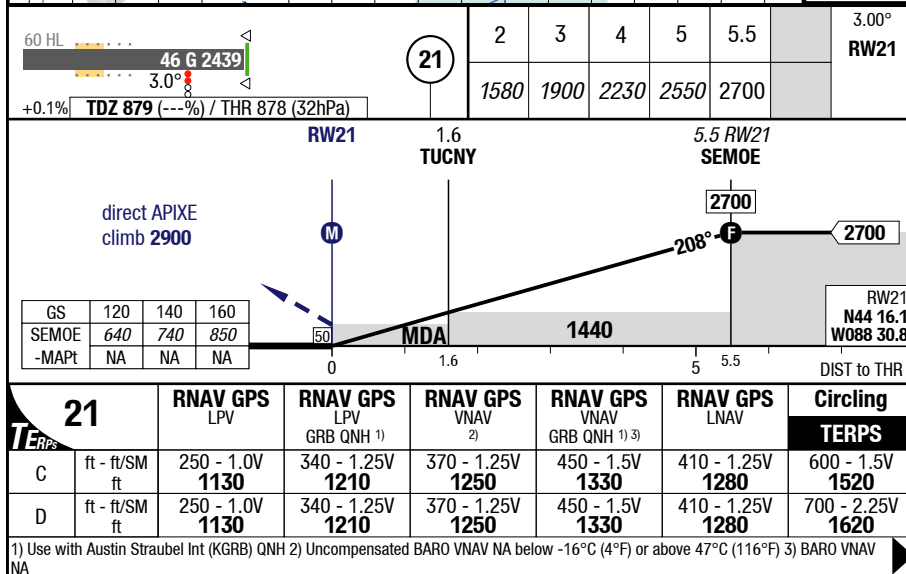 60 HL
46 G 2439
3.0°
+0.1% TDZ 879 (---%) / THR 878 (32hPa)
21
2 3 4 5 5.5
1580 1900 2230 2550 2700
3.00°
RW21
RW21
1.6
TUCNY
5.5 RW21
SEMOE
direct APIXE
climb 2900
M
2700
208°
F
2700
GS 120 140 160
SEMOE 640 740 850
-MAPt NA NA NA
50
MDA
1440
RW21
N44 16.1
W088 30.8
0 1.6 5 5.5 DIST to THR
TERPs 21
RNAV GPS LPV
RNAV GPS LPV GRB QNH 1)
RNAV GPS VNAV 2)
RNAV GPS VNAV GRB QNH 1) 3)
RNAV GPS LNAV
Circling TERPS
C ft - ft/SM 250 - 1.0V 340 - 1.25V 370 - 1.25V 450 - 1.5V 410 - 1.25V 600 - 1.5V
ft 1130 1210 1250 1330 1280 1520
D ft - ft/SM 250 - 1.0V 340 - 1.25V 370 - 1.25V 450 - 1.5V 410 - 1.25V 700 - 2.25V
ft 1130 1210 1250 1330 1280 1620
1) Use with Austin Straubel Int (KGRB) QNH 2) Uncompensated BARO VNAV NA below -16°C (4°F) or above 47°C (116°F) 3) BARO VNAV
NA